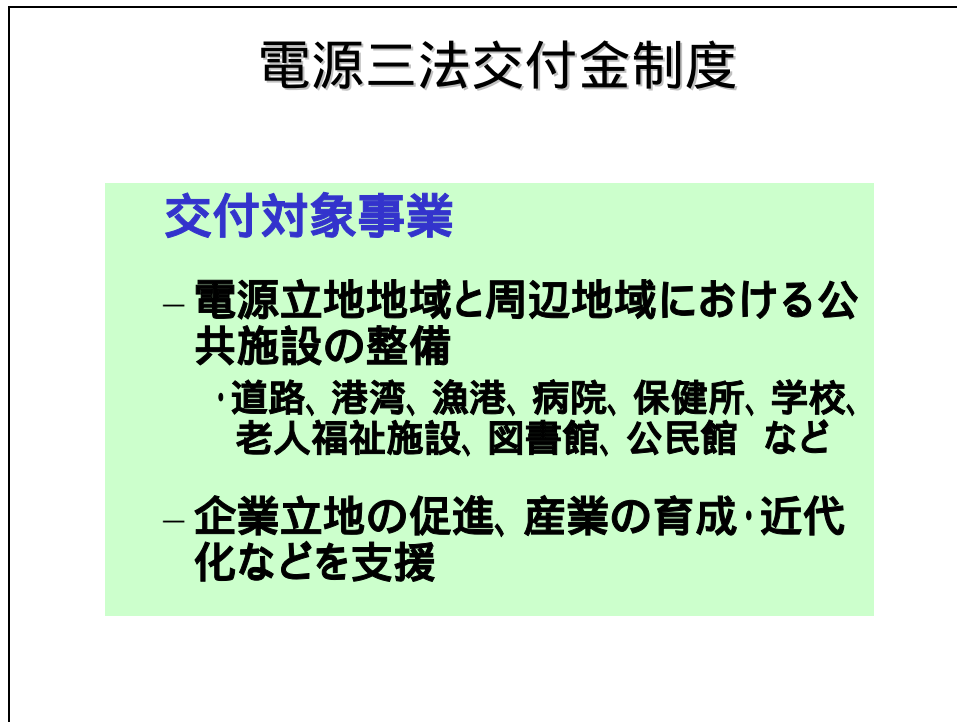 電源三法交付金制度
交付対象事業
– 電源立地地域と周辺地域における公
共施設の整備
・道路、港湾、漁港、病院、保健所、学校、
老人福祉施設、図書館、公民館 など
– 企業立地の促進、産業の育成・近代
化などを支援